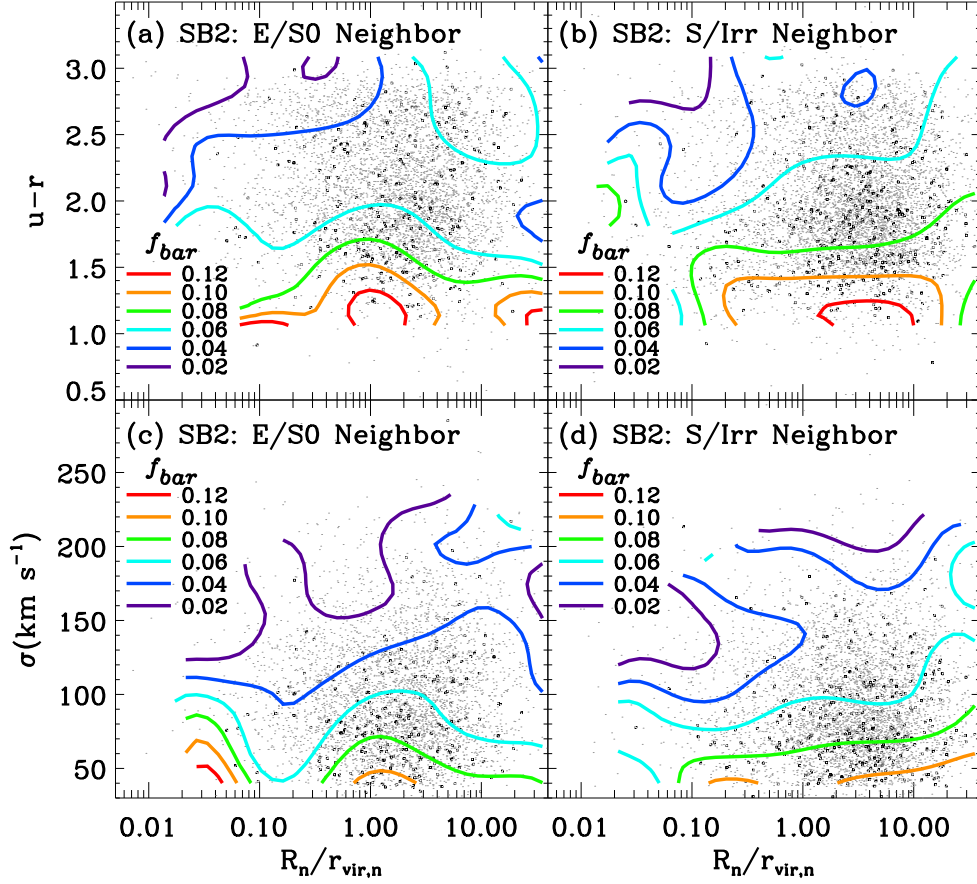 (a) SB2: E/S0 Neighbor
(b) SB2: S/Irr Neighbor
3.0
2.5
2.0
1.5
1.0
0.5
u−r
f_bar
0.12
0.10
0.08
0.06
0.04
0.02
f_bar
0.12
0.10
0.08
0.06
0.04
0.02
(c) SB2: E/S0 Neighbor
(d) SB2: S/Irr Neighbor
250
200
150
100
50
σ(km s⁻¹)
f_bar
0.12
0.10
0.08
0.06
0.04
0.02
f_bar
0.12
0.10
0.08
0.06
0.04
0.02
0.01 0.10 1.00 10.00
0.10 1.00 10.00
R_n/r_vir,n
R_n/r_vir,n